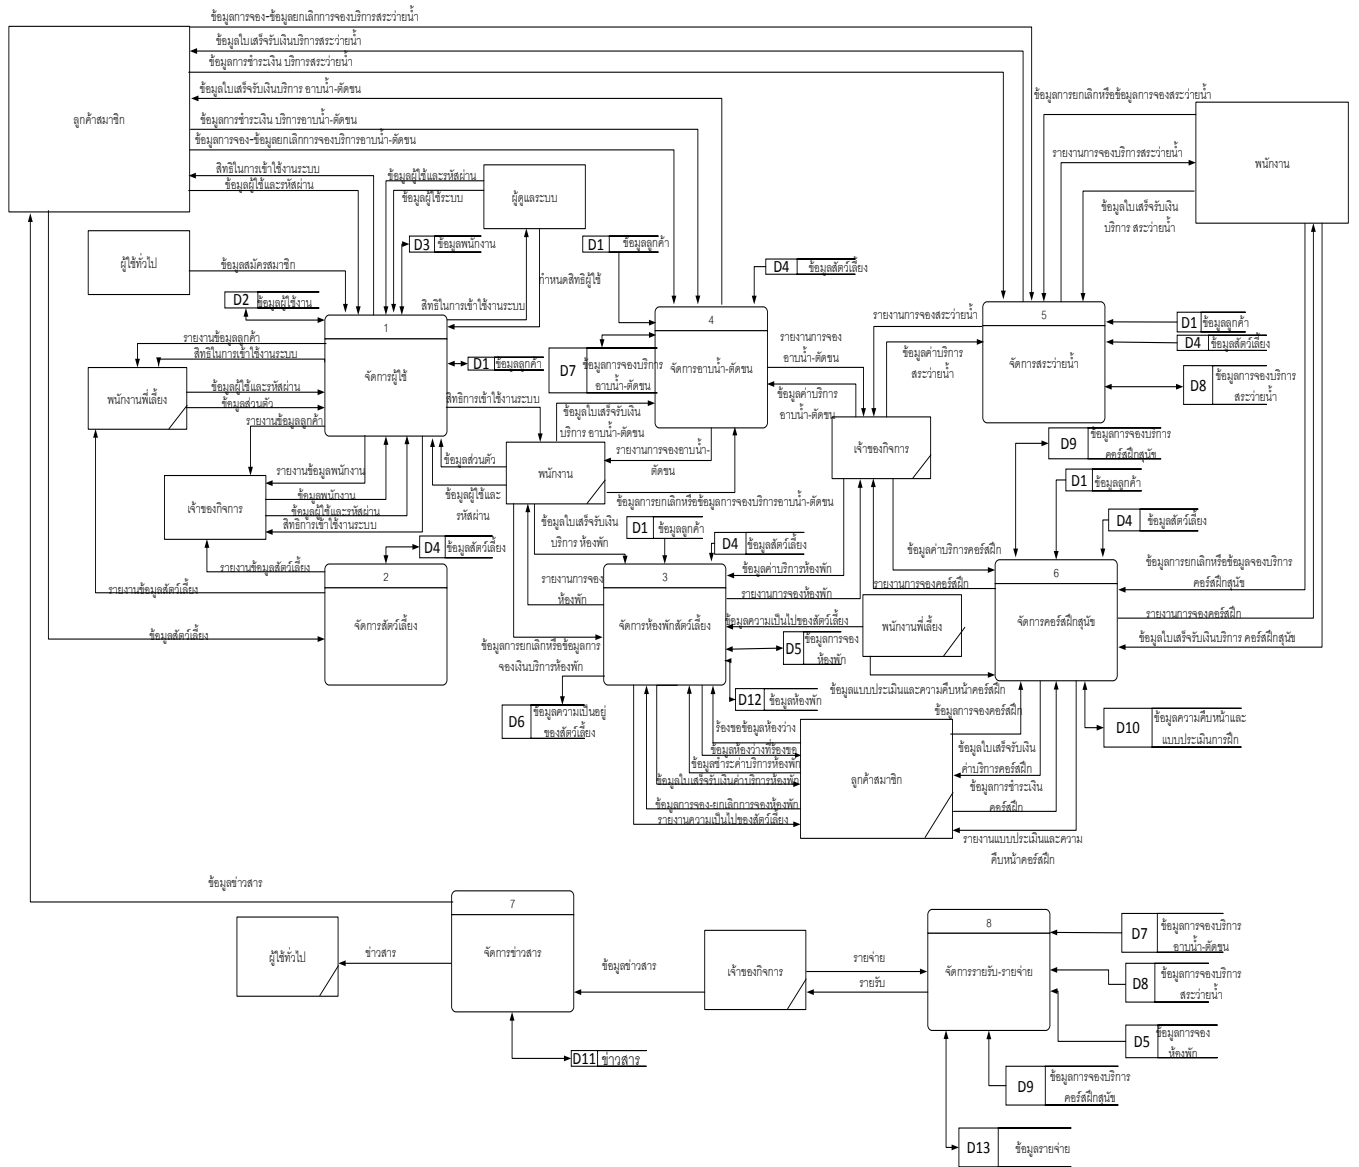 ข้อมูลการจอง-ข้อมูลยกเลิกการจองบริการสระว่ายน้ำ
ข้อมูลใบเสร็จรับเงินบริการสระว่ายน้ำ
ข้อมูลการชำระเงิน บริการสระว่ายน้ำ
ข้อมูลใบเสร็จรับเงินบริการ อาบน้ำ-ตัดขน
ลูกค้าสมาชิก
ข้อมูลการชำระเงิน บริการอาบน้ำ-ตัดขน
ข้อมูลการจอง-ข้อมูลยกเลิกการจองบริการอาบน้ำ-ตัดขน
ข้อมูลการยกเลิกหรือข้อมูลการจองสระว่ายน้ำ
รายงานการจองบริการสระว่ายน้ำ
พนักงาน
ข้อมูลใบเสร็จรับเงิน
บริการ สระว่ายน้ำ
สิทธิในการเข้าใช้งานระบบ
ข้อมูลผู้ใช้และรหัสผ่าน
ข้อมูลผู้ใช้และรหัสผ่าน
ข้อมูลผู้ใช้ระบบ
ผู้ดูแลระบบ
ผู้ใช้ทั่วไป
ข้อมูลสมัครสมาชิก
D3 ข้อมูลพนักงาน
D1 ข้อมูลลูกค้า
D4 ข้อมูลสัตว์เลี้ยง
กำหนดสิทธิผู้ใช้
D2 ข้อมูลผู้ใช้งาน
สิทธิในการเข้าใช้งานระบบ
1
จัดการผู้ใช้
รายงานข้อมูลลูกค้า
สิทธิในการเข้าใช้งานระบบ
พนักงานพี่เลี้ยง
ข้อมูลผู้ใช้และรหัสผ่าน
ข้อมูลส่วนตัว
รายงานข้อมูลลูกค้า
D1 ข้อมูลลูกค้า
สิทธิการเข้าใช้งานระบบ
4
จัดการอาบน้ำ-ตัดขน
D7 ข้อมูลการจองบริการ
อาบน้ำ-ตัดขน
รายงานการจอง
อาบน้ำ-ตัดขน
ข้อมูลค่าบริการ
อาบน้ำ-ตัดขน
รายงานการจองสระว่ายน้ำ
ข้อมูลค่าบริการ
สระว่ายน้ำ
5
จัดการสระว่ายน้ำ
D1 ข้อมูลลูกค้า
D4 ข้อมูลสัตว์เลี้ยง
D8 ข้อมูลการจองบริการ
สระว่ายน้ำ
ข้อมูลใบเสร็จรับเงิน
บริการ อาบน้ำ-ตัดขน
รายงานการจองอาบน้ำ-
ตัดขน
พนักงาน
ข้อมูลส่วนตัว
ข้อมูลผู้ใช้และ
รหัสผ่าน
ข้อมูลการยกเลิกหรือข้อมูลการจองบริการอาบน้ำ-ตัดขน
เจ้าของกิจการ
D9 ข้อมูลการจองบริการ
คอร์สฝึกสุนัข
D1 ข้อมูลลูกค้า
D4 ข้อมูลสัตว์เลี้ยง
รายงานข้อมูลพนักงาน
ข้อมูลพนักงาน
ข้อมูลผู้ใช้และรหัสผ่าน
สิทธิการเข้าใช้งานระบบ
เจ้าของกิจการ
รายงานข้อมูลสัตว์เลี้ยง
รายงานข้อมูลสัตว์เลี้ยง
D4 ข้อมูลสัตว์เลี้ยง
2
จัดการสัตว์เลี้ยง
ข้อมูลสัตว์เลี้ยง
ข้อมูลใบเสร็จรับเงิน
บริการ ห้องพัก
รายงานการจอง
ห้องพัก
D1 ข้อมูลลูกค้า
D4 ข้อมูลสัตว์เลี้ยง
ข้อมูลการยกเลิกหรือข้อมูลการ
จองเงินบริการห้องพัก
3
จัดการห้องพักสัตว์เลี้ยง
ข้อมูลค่าบริการห้องพัก
รายงานการจองห้องพัก
ข้อมูลความเป็นไปของสัตว์เลี้ยง
ข้อมูลค่าบริการคอร์สฝึก
รายงานการจองคอร์สฝึก
พนักงานพี่เลี้ยง
6
จัดการคอร์สฝึกสุนัข
ข้อมูลการยกเลิกหรือข้อมูลจองบริการ
คอร์สฝึกสุนัข
รายงานการจองคอร์สฝึก
ข้อมูลใบเสร็จรับเงินบริการ คอร์สฝึกสุนัข
D5 ข้อมูลการจอง
ห้องพัก
D12 ข้อมูลห้องพัก
D6 ข้อมูลความเป็นอยู่
ของสัตว์เลี้ยง
ข้อมูลแบบประเมินและความคืบหน้าคอร์สฝึก
ข้อมูลการจองคอร์สฝึก
D10 ข้อมูลความคืบหน้าและ
แบบประเมินการฝึก
ร้องขอข้อมูลห้องว่าง
ข้อมูลห้องว่างที่ร้องขอ
ข้อมูลชำระค่าบริการห้องพัก
ข้อมูลใบเสร็จรับเงินค่าบริการห้องพัก
ข้อมูลการจอง-ยกเลิกการจองห้องพัก
รายงานความเป็นไปของสัตว์เลี้ยง
ลูกค้าสมาชิก
ข้อมูลใบเสร็จรับเงิน
ค่าบริการคอร์สฝึก
ข้อมูลการชำระเงิน
คอร์สฝึก
รายงานแบบประเมินและความ
คืบหน้าคอร์สฝึก
ข้อมูลข่าวสาร
7
จัดการข่าวสาร
ผู้ใช้ทั่วไป
ข่าวสาร
ข้อมูลข่าวสาร
D11 ข่าวสาร
เจ้าของกิจการ
รายจ่าย
รายรับ
8
จัดการรายรับ-รายจ่าย
D7 ข้อมูลการจองบริการ
อาบน้ำ-ตัดขน
D8 ข้อมูลการจองบริการ
สระว่ายน้ำ
D5 ข้อมูลการจอง
ห้องพัก
D9 ข้อมูลการจองบริการ
คอร์สฝึกสุนัข
D13 ข้อมูลรายจ่าย